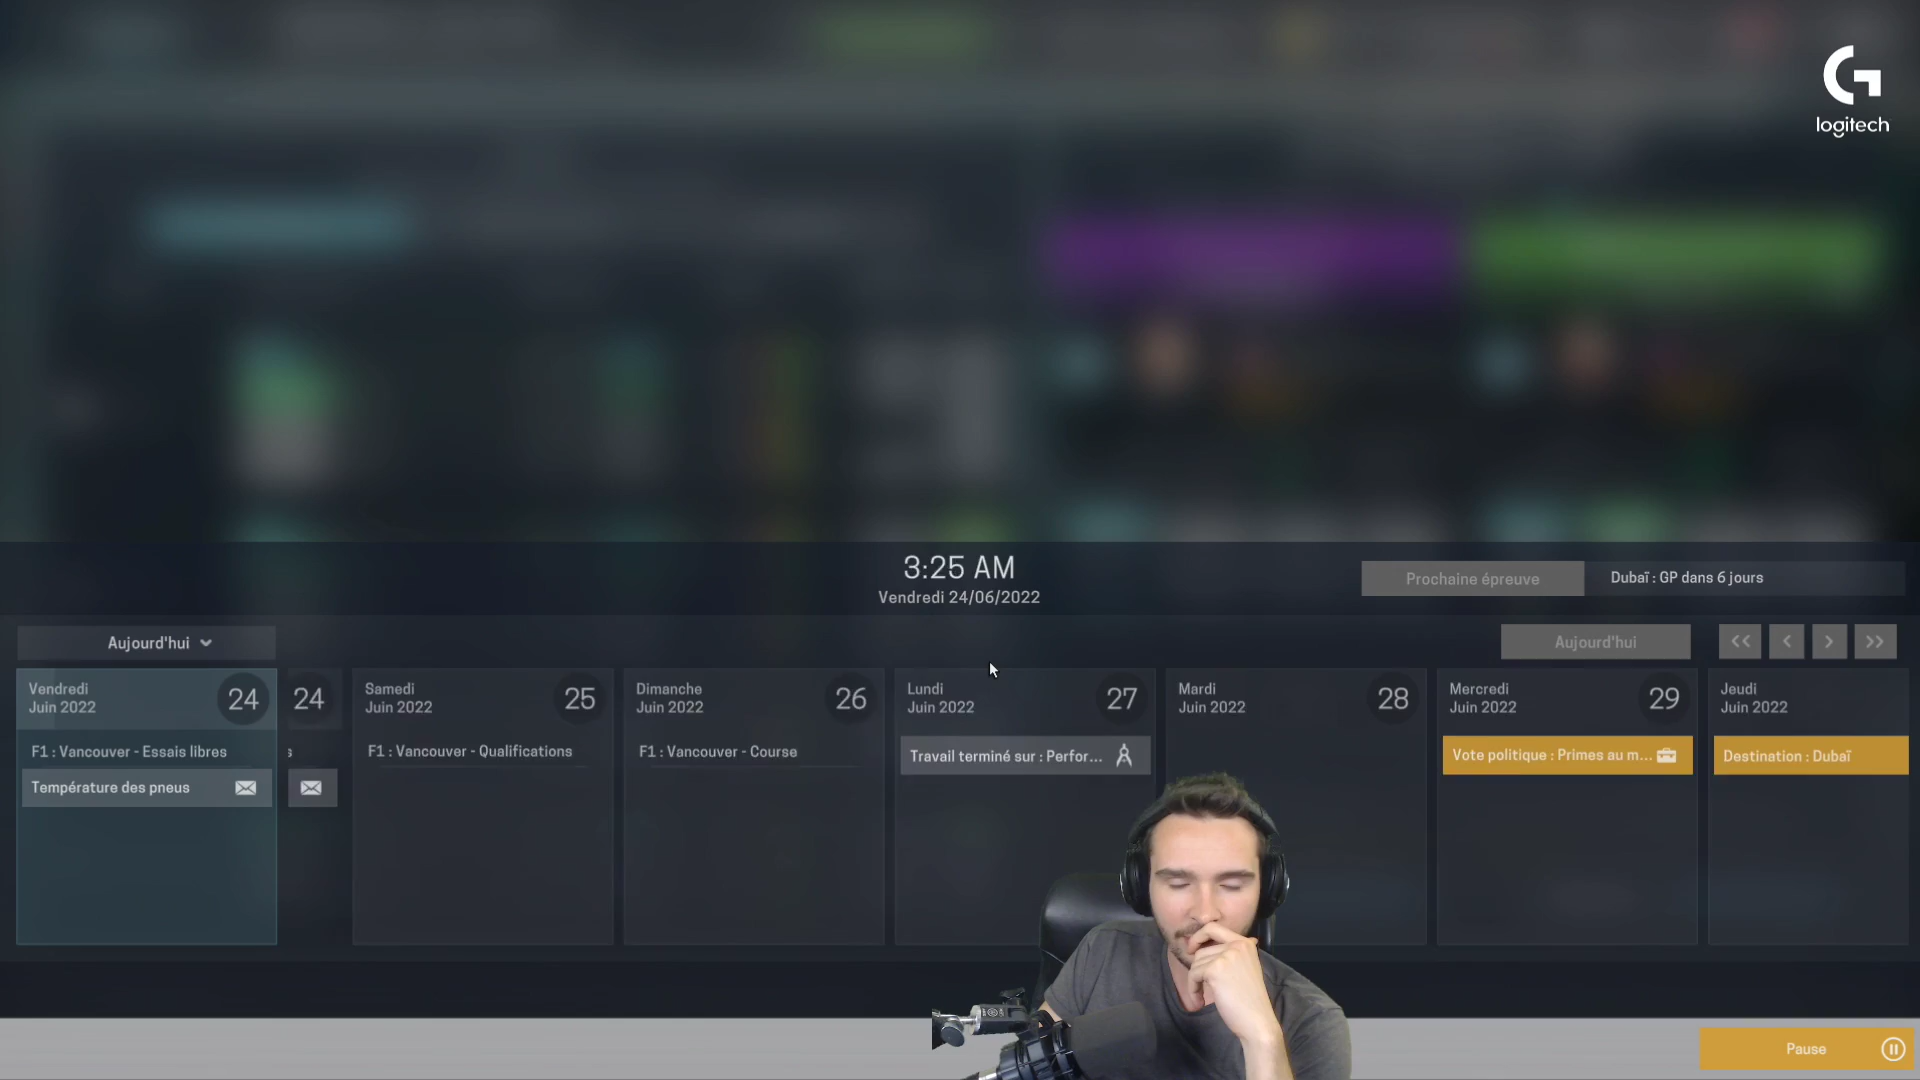 logitech
3:25 AM
Vendredi 24/06/2022
Prochaine épreuve
Dubaï : GP dans 6 jours
Aujourd'hui
Aujourd'hui
<<
<
>
>>
Vendredi
Juin 2022
24
24
Samedi
Juin 2022
25
Dimanche
Juin 2022
26
Lundi
Juin 2022
27
Mardi
Juin 2022
28
Mercredi
Juin 2022
29
Jeudi
Juin 2022
F1 : Vancouver - Essais libres
s
F1 : Vancouver - Qualifications
F1 : Vancouver - Course
Travail terminé sur : Perfor...
Vote politique : Primes au m...
Destination : Dubaï
Température des pneus
Pause